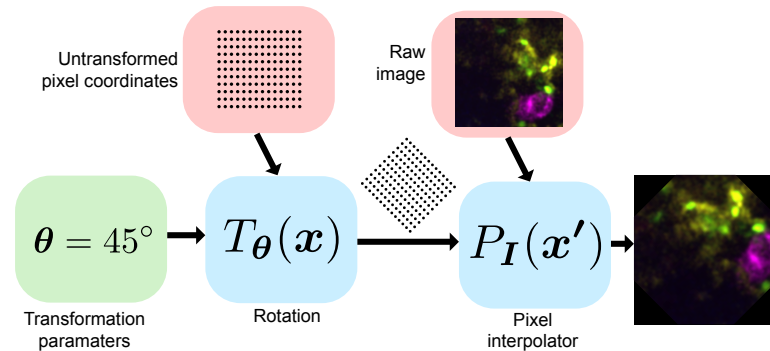 Untransformed
pixel coordinates
Raw
image
θ = 45°
T_θ(x)
P_I(x′)
Transformation
paramaters
Rotation
Pixel
interpolator